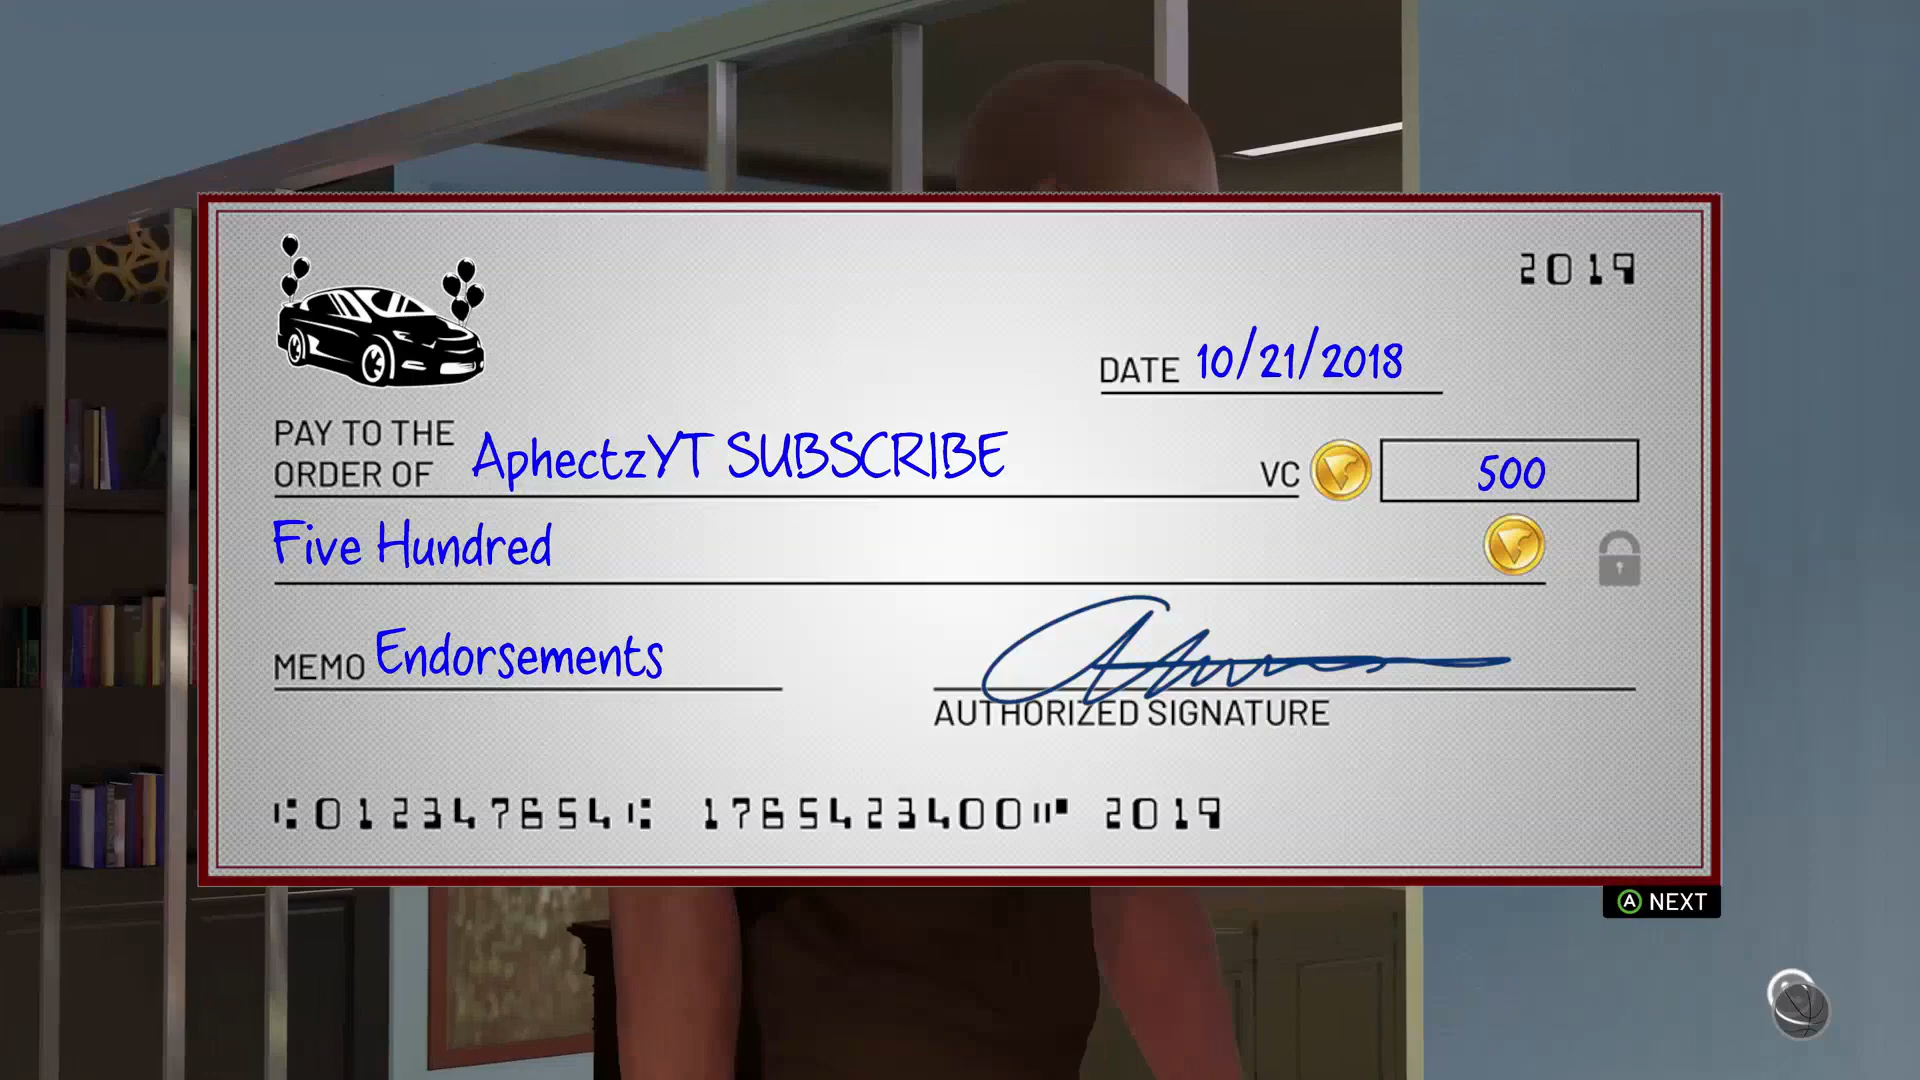 2019
DATE 10/21/2018
PAY TO THE
ORDER OF AphectzYT SUBSCRIBE VC 500
Five Hundred
MEMO Endorsements
AUTHORIZED SIGNATURE
⑆012347654⑆ 1765423400⑈ 2019
A NEXT